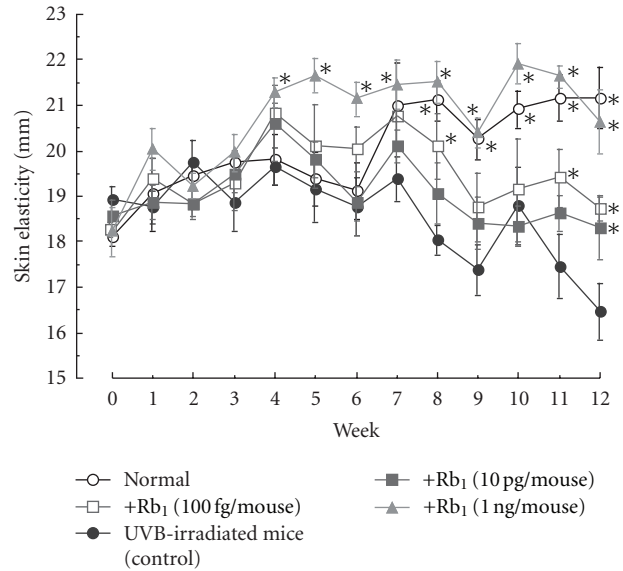 23
22
21
20
19
18
17
16
15
Skin elasticity (mm)
* * * * * * * * * * * * * * * * * * * *
0 1 2 3 4 5 6 7 8 9 10 11 12
Week
Normal
+Rb₁ (100 fg/mouse)
UVB-irradiated mice
(control)
+Rb₁ (10 pg/mouse)
+Rb₁ (1 ng/mouse)